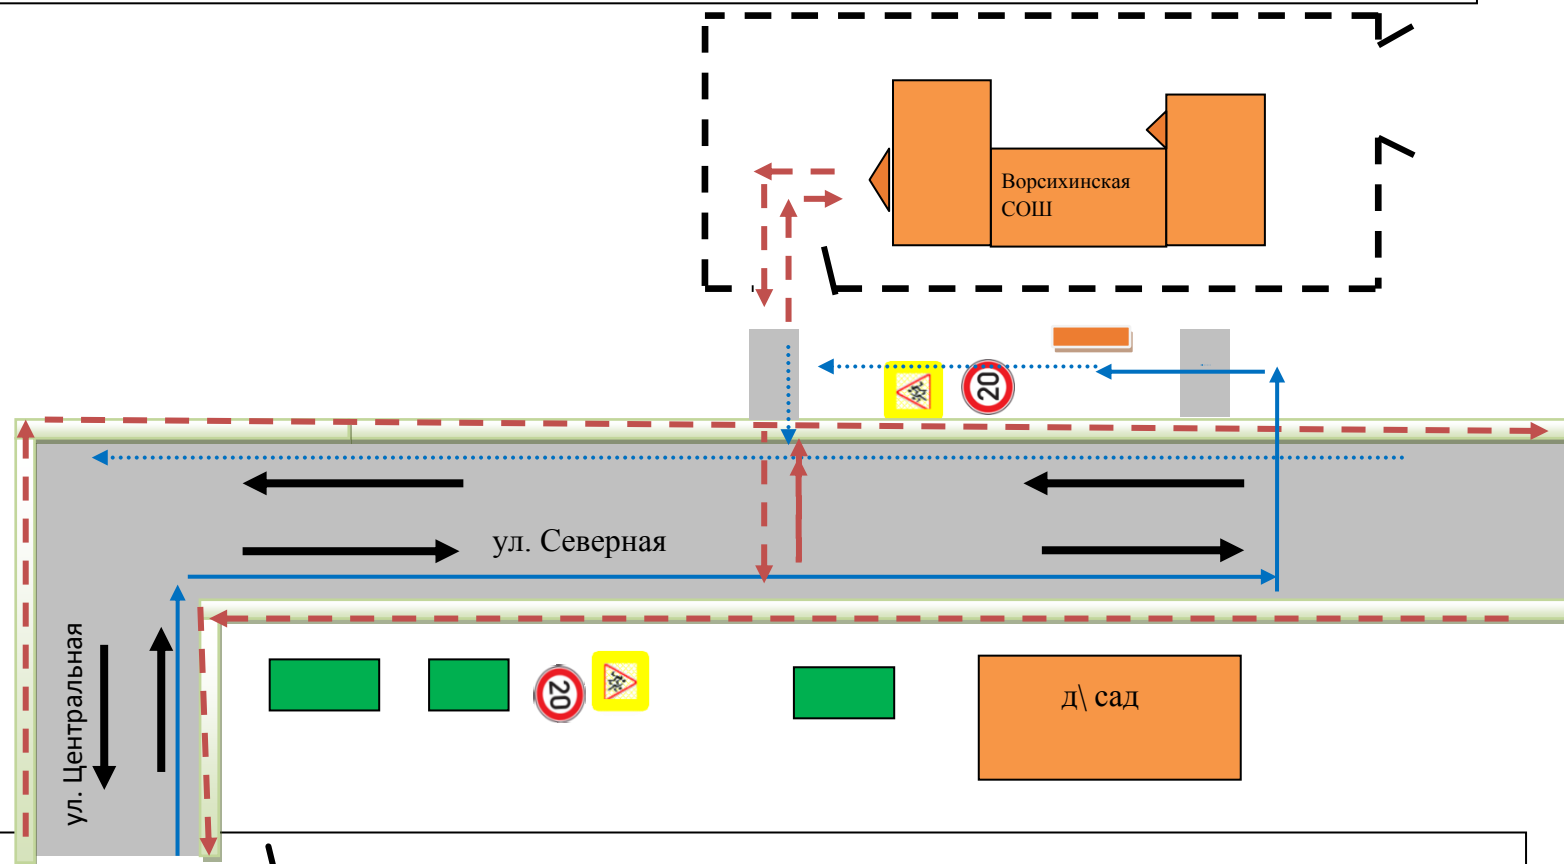 Ворсихинская
СОШ
20
ул. Северная
ул. Центральная
20
д\ сад